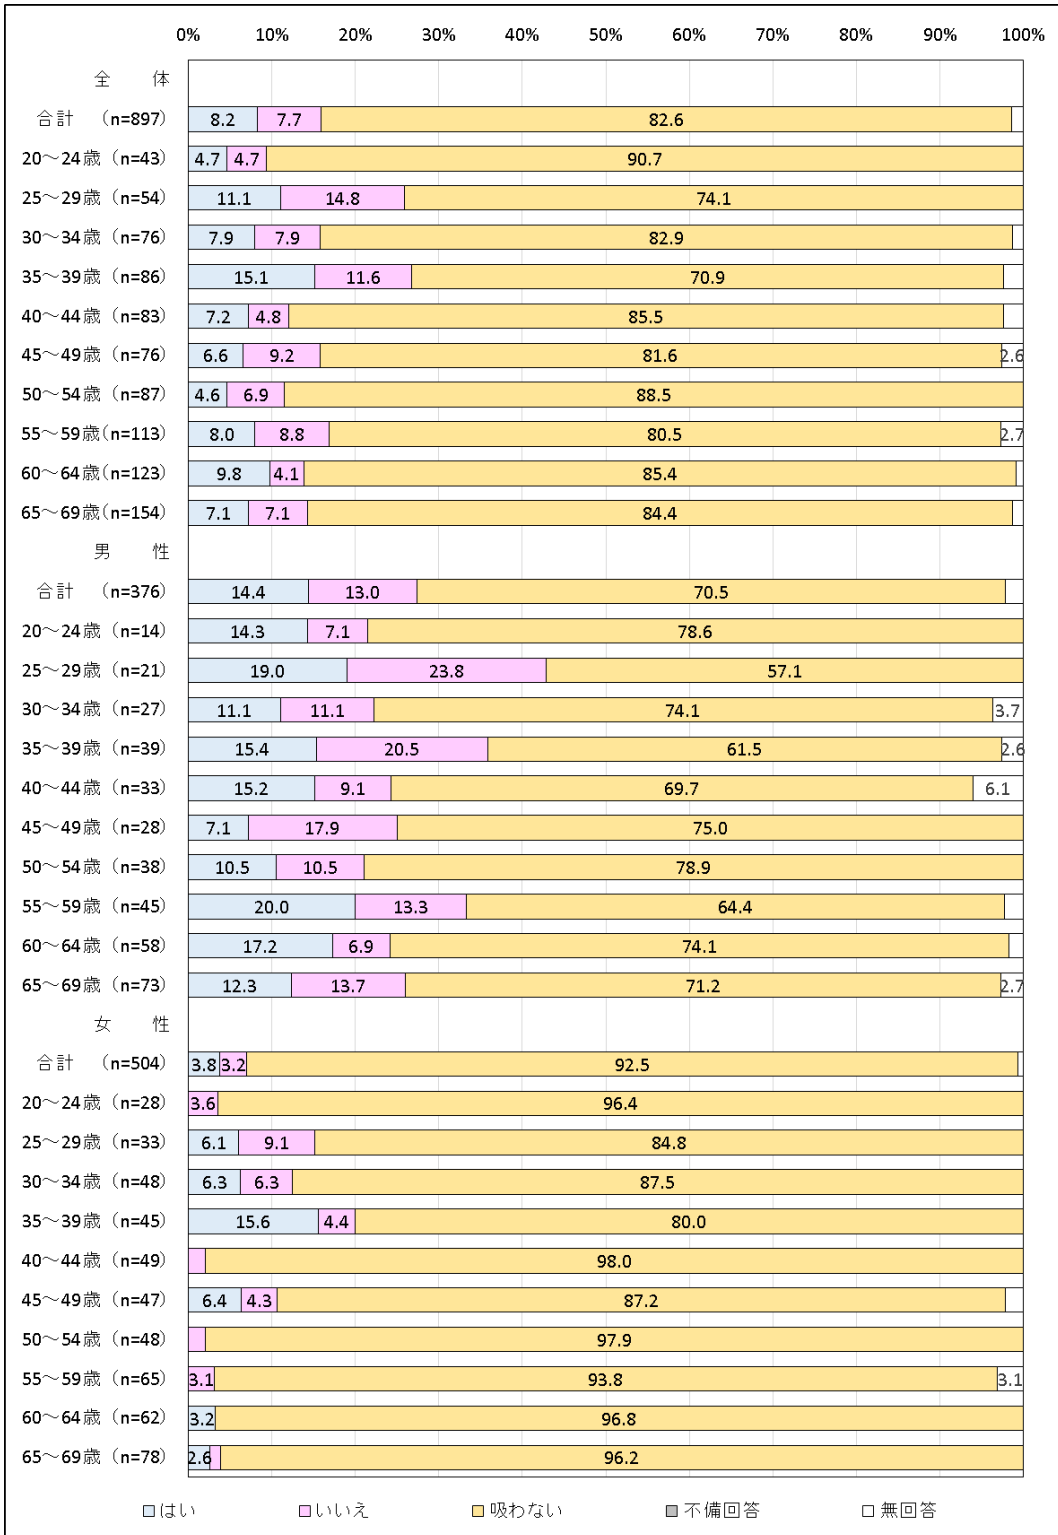 0% 10% 20% 30% 40% 50% 60% 70% 80% 90% 100%
全 体
合計 (n=897) 8.2 7.7 82.6
20～24歳 (n=43) 4.7 4.7 90.7
25～29歳 (n=54) 11.1 14.8 74.1
30～34歳 (n=76) 7.9 7.9 82.9
35～39歳 (n=86) 15.1 11.6 70.9
40～44歳 (n=83) 7.2 4.8 85.5
45～49歳 (n=76) 6.6 9.2 81.6 2.6
50～54歳 (n=87) 4.6 6.9 88.5
55～59歳(n=113) 8.0 8.8 80.5 2.7
60～64歳(n=123) 9.8 4.1 85.4
65～69歳(n=154) 7.1 7.1 84.4
男 性
合計 (n=376) 14.4 13.0 70.5
20～24歳 (n=14) 14.3 7.1 78.6
25～29歳 (n=21) 19.0 23.8 57.1
30～34歳 (n=27) 11.1 11.1 74.1 3.7
35～39歳 (n=39) 15.4 20.5 61.5 2.6
40～44歳 (n=33) 15.2 9.1 69.7 6.1
45～49歳 (n=28) 7.1 17.9 75.0
50～54歳 (n=38) 10.5 10.5 78.9
55～59歳 (n=45) 20.0 13.3 64.4
60～64歳 (n=58) 17.2 6.9 74.1
65～69歳 (n=73) 12.3 13.7 71.2 2.7
女 性
合計 (n=504) 3.8 3.2 92.5
20～24歳 (n=28) 3.6 96.4
25～29歳 (n=33) 6.1 9.1 84.8
30～34歳 (n=48) 6.3 6.3 87.5
35～39歳 (n=45) 15.6 4.4 80.0
40～44歳 (n=49) 98.0
45～49歳 (n=47) 6.4 4.3 87.2
50～54歳 (n=48) 97.9
55～59歳 (n=65) 3.1 93.8 3.1
60～64歳 (n=62) 3.2 96.8
65～69歳 (n=78) 2.6 96.2
はい いいえ 吸わない 不備回答 無回答